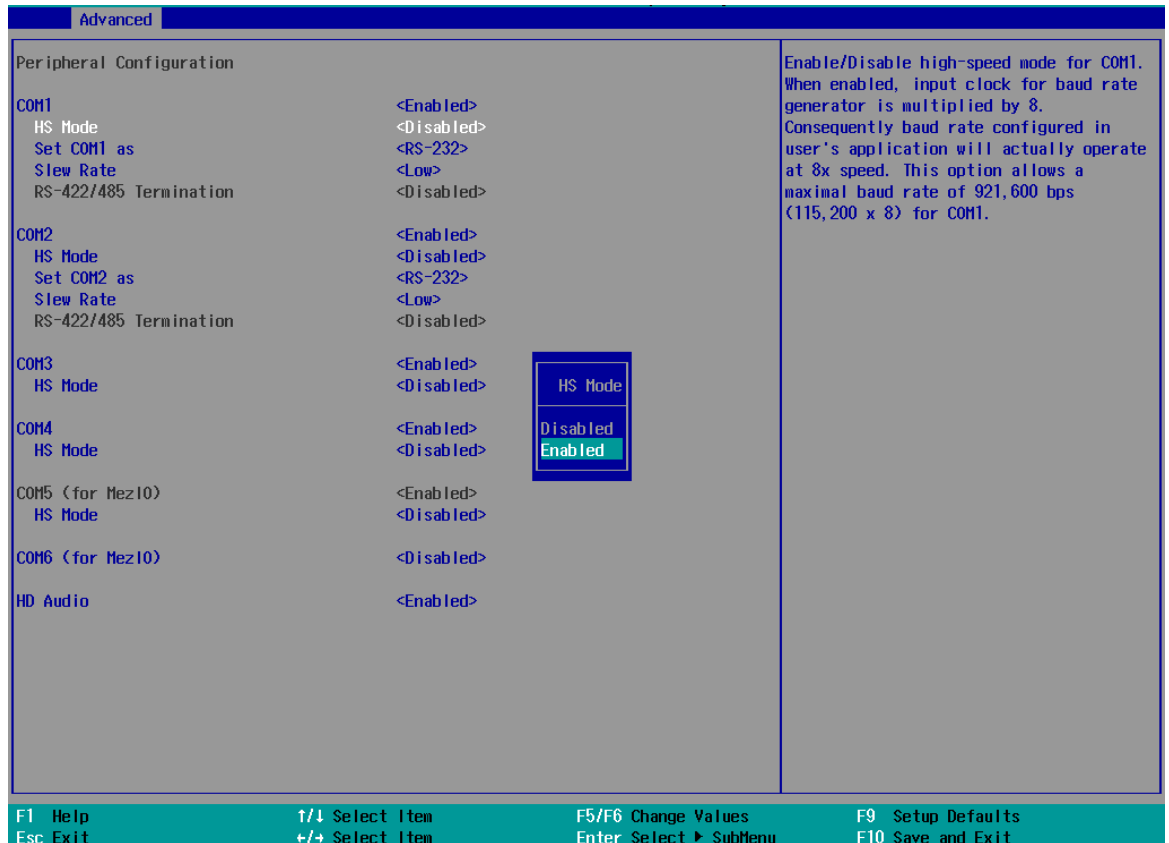 Advanced
Peripheral Configuration
COM1 <Enabled>
HS Mode <Disabled>
Set COM1 as <RS-232>
Slew Rate <Low>
RS-422/485 Termination <Disabled>
COM2 <Enabled>
HS Mode <Disabled>
Set COM2 as <RS-232>
Slew Rate <Low>
RS-422/485 Termination <Disabled>
COM3 <Enabled>
HS Mode <Disabled>
COM4 <Enabled>
HS Mode <Disabled>
COM5 (for MezIO) <Enabled>
HS Mode <Disabled>
COM6 (for MezIO) <Disabled>
HD Audio <Enabled>
HS Mode
Disabled
Enabled
Enable/Disable high-speed mode for COM1.
When enabled, input clock for baud rate
generator is multiplied by 8.
Consequently baud rate configured in
user's application will actually operate
at 8x speed. This option allows a
maximal baud rate of 921,600 bps
(115,200 x 8) for COM1.
F1 Help ↑/↓ Select Item F5/F6 Change Values F9 Setup Defaults
Esc Exit ←/→ Select Item Enter Select ▶ SubMenu F10 Save and Exit